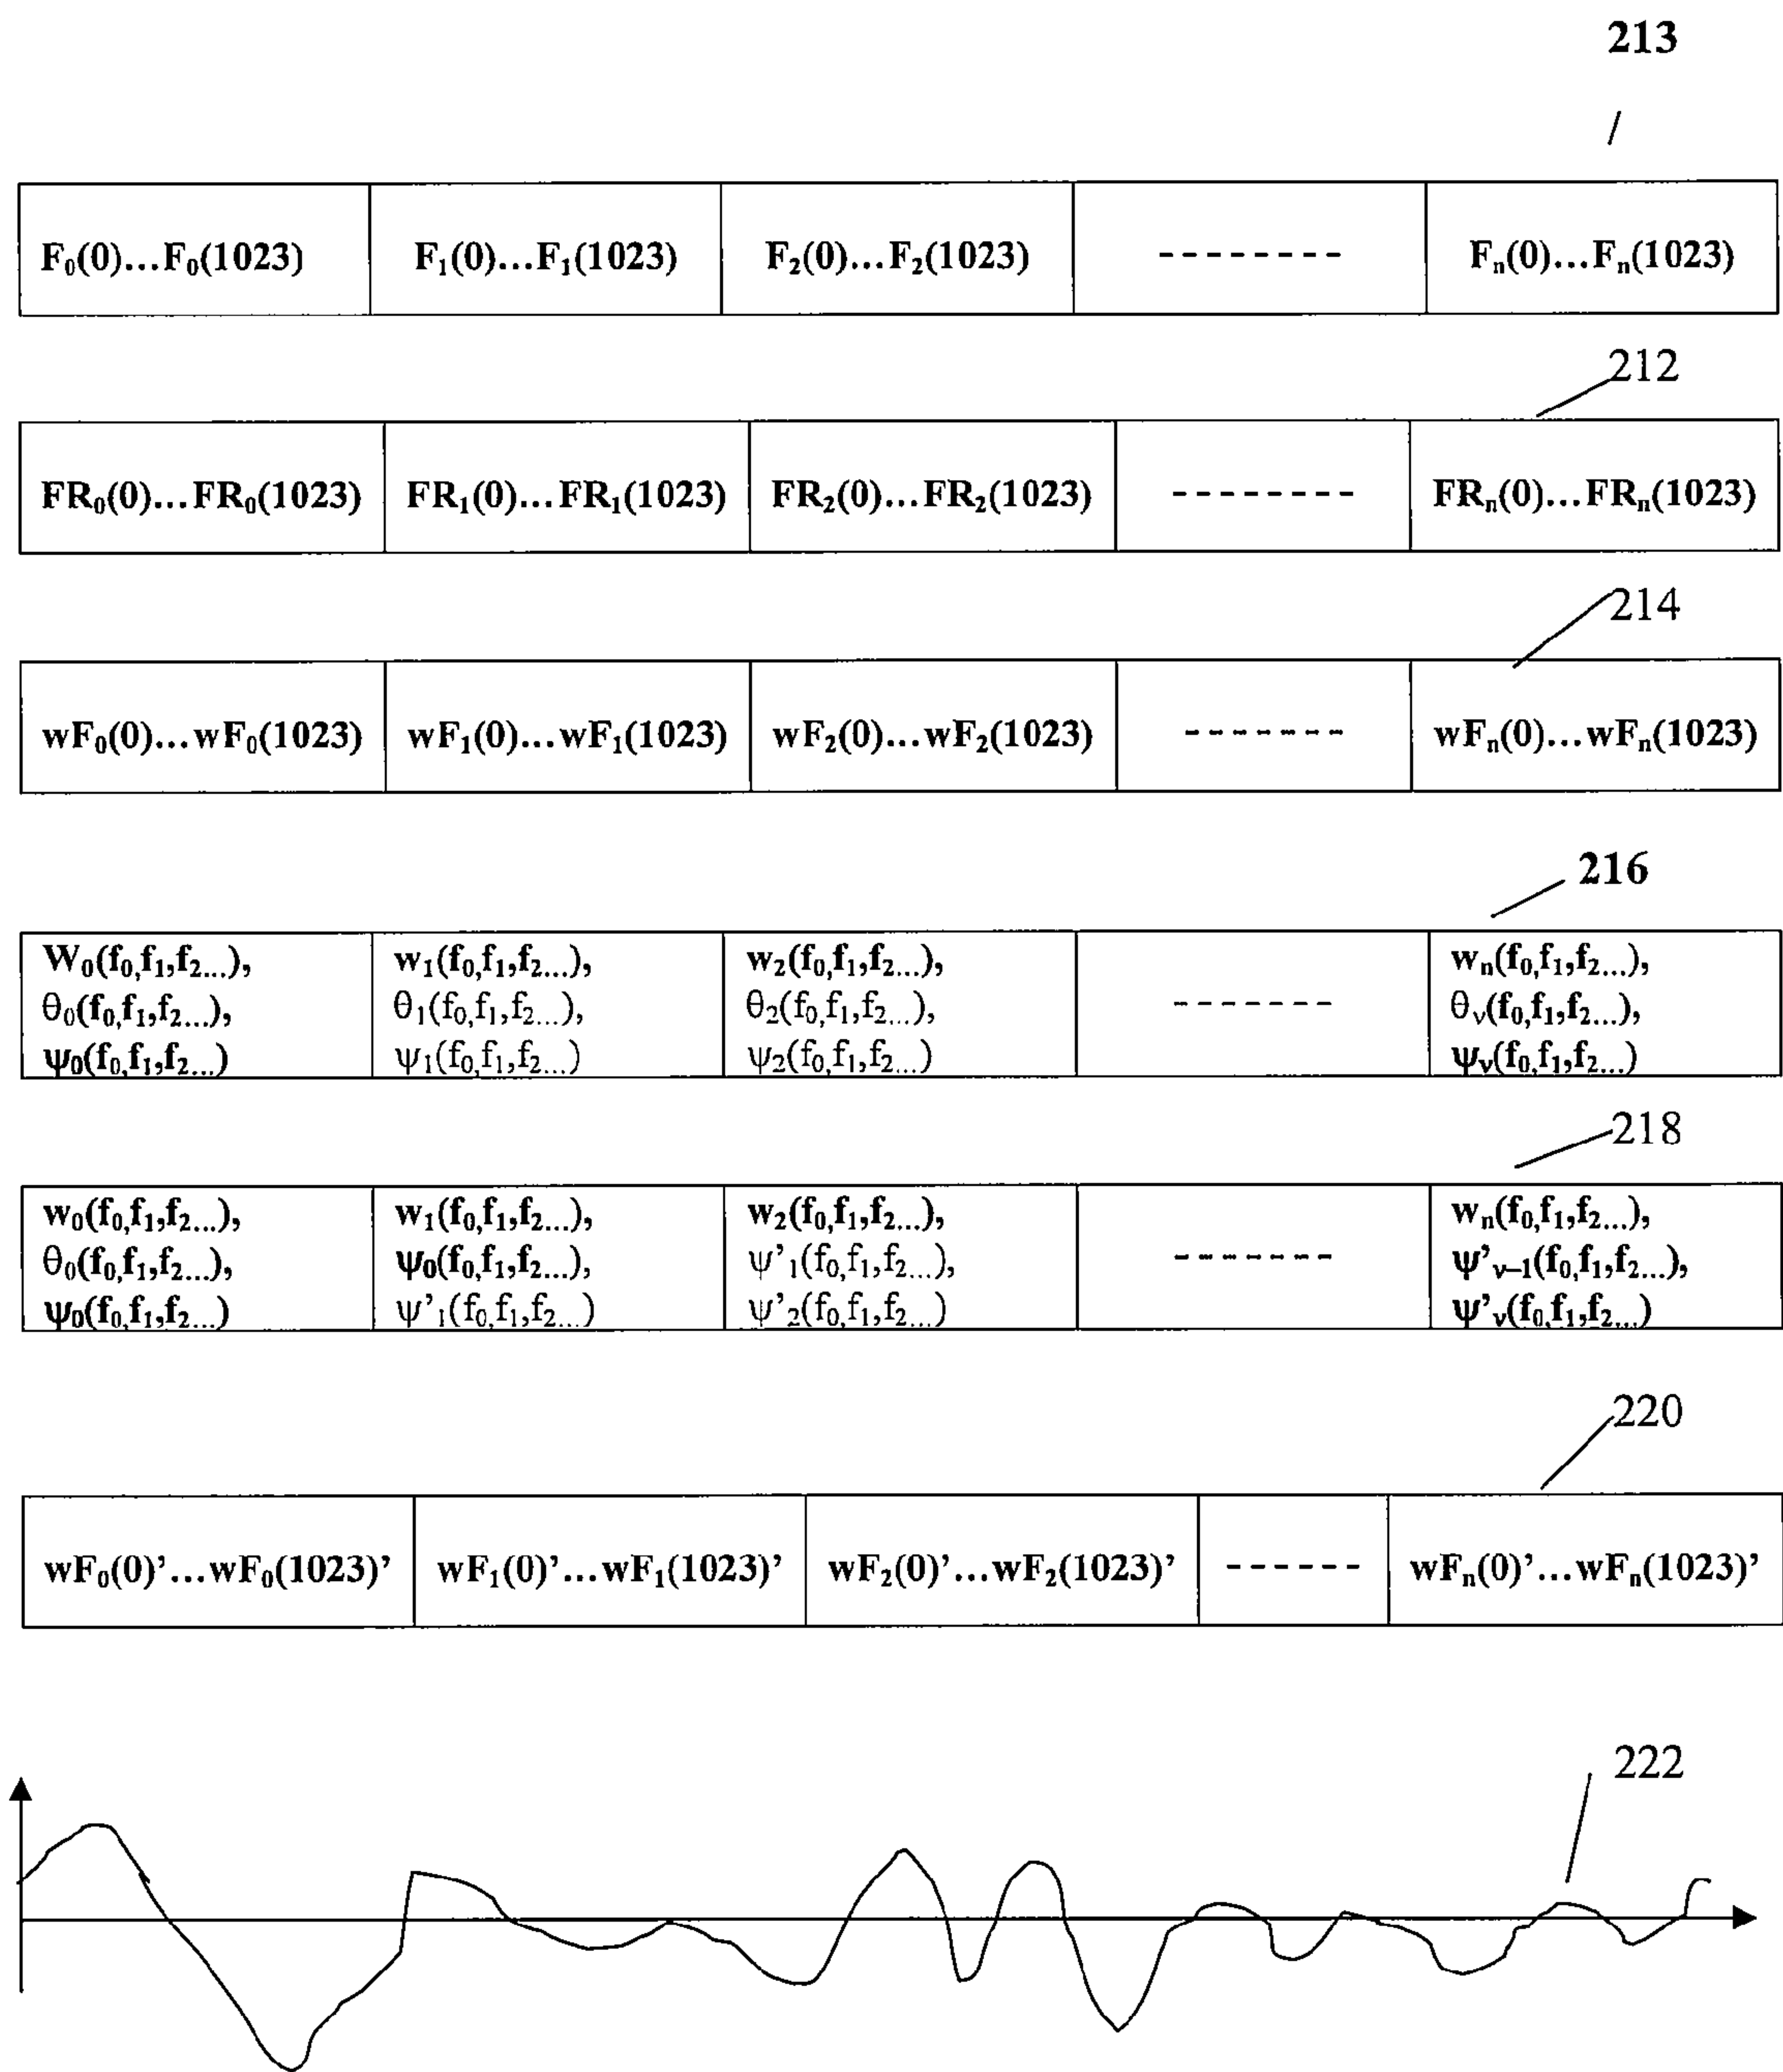 213
F₀(0)...F₀(1023) F₁(0)...F₁(1023) F₂(0)...F₂(1023) -------- Fₙ(0)...Fₙ(1023)
212
FR₀(0)...FR₀(1023) FR₁(0)...FR₁(1023) FR₂(0)...FR₂(1023) -------- FRₙ(0)...FRₙ(1023)
214
wF₀(0)...wF₀(1023) wF₁(0)...wF₁(1023) wF₂(0)...wF₂(1023) ------- wFₙ(0)...wFₙ(1023)
216
W₀(f₀,f₁,f₂...), w₁(f₀,f₁,f₂...), w₂(f₀,f₁,f₂...), wₙ(f₀,f₁,f₂...),
θ₀(f₀,f₁,f₂...), θ₁(f₀,f₁,f₂...), θ₂(f₀,f₁,f₂...), ------- θᵥ(f₀,f₁,f₂...),
ψ₀(f₀,f₁,f₂...) ψ₁(f₀,f₁,f₂...) ψ₂(f₀,f₁,f₂...) ψᵥ(f₀,f₁,f₂...)
218
w₀(f₀,f₁,f₂...), w₁(f₀,f₁,f₂...), w₂(f₀,f₁,f₂...), wₙ(f₀,f₁,f₂...),
θ₀(f₀,f₁,f₂...), ψ₀(f₀,f₁,f₂...), ψ’₁(f₀,f₁,f₂...), ------- ψ’ᵥ₋₁(f₀,f₁,f₂...),
ψ₀(f₀,f₁,f₂...) ψ’₁(f₀,f₁,f₂...) ψ’₂(f₀,f₁,f₂...) ψ’ᵥ(f₀,f₁,f₂...)
220
wF₀(0)’...wF₀(1023)’ wF₁(0)’...wF₁(1023)’ wF₂(0)’...wF₂(1023)’ ------ wFₙ(0)’...wFₙ(1023)’
222